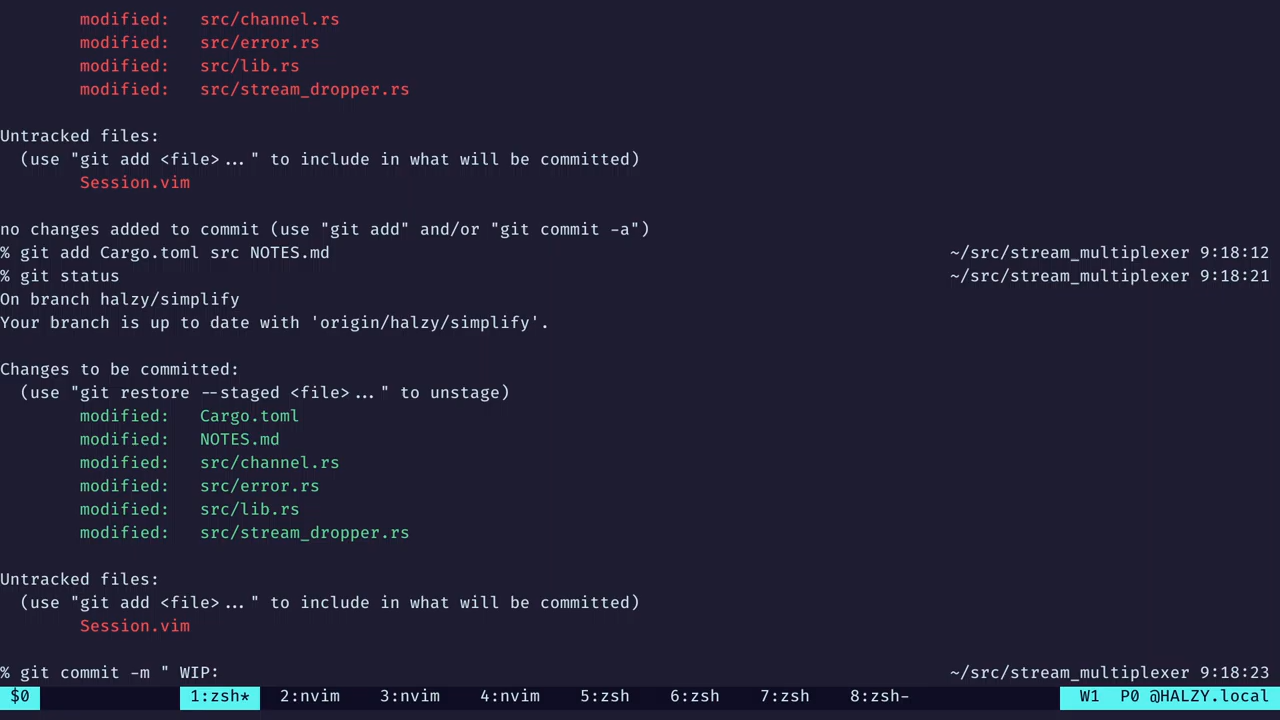 modified:   src/channel.rs
modified:   src/error.rs
modified:   src/lib.rs
modified:   src/stream_dropper.rs
Untracked files:
(use "git add <file>..." to include in what will be committed)
Session.vim
no changes added to commit (use "git add" and/or "git commit -a")
% git add Cargo.toml src NOTES.md ~/src/stream_multiplexer 9:18:12
% git status ~/src/stream_multiplexer 9:18:21
On branch halzy/simplify
Your branch is up to date with 'origin/halzy/simplify'.
Changes to be committed:
(use "git restore --staged <file>..." to unstage)
modified:   Cargo.toml
modified:   NOTES.md
modified:   src/channel.rs
modified:   src/error.rs
modified:   src/lib.rs
modified:   src/stream_dropper.rs
Untracked files:
(use "git add <file>..." to include in what will be committed)
Session.vim
% git commit -m " WIP: ~/src/stream_multiplexer 9:18:23
$0 1:zsh* 2:nvim 3:nvim 4:nvim 5:zsh 6:zsh 7:zsh 8:zsh- W1 P0 @HALZY.local